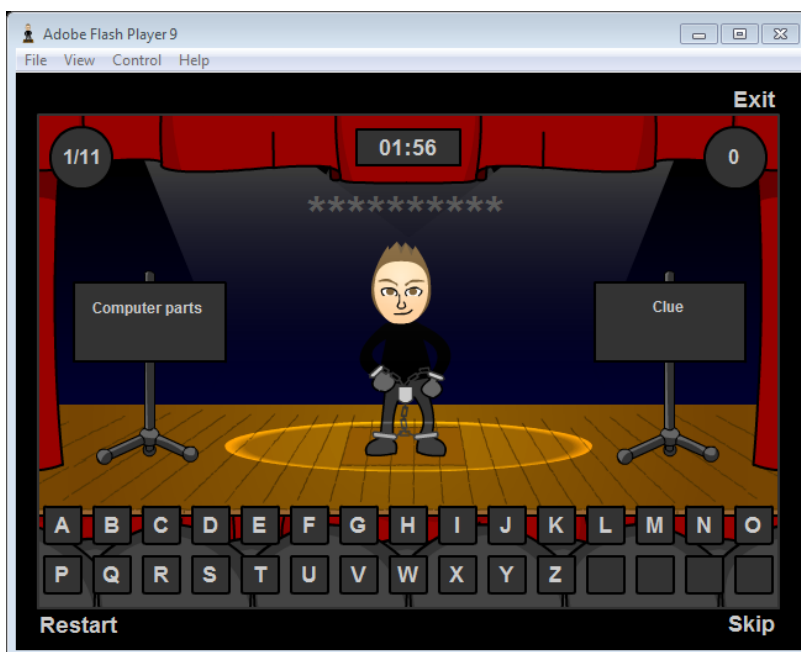 Adobe Flash Player 9
File View Control Help
Exit
1/11
01:56
0
**********
Computer parts
Clue
A B C D E F G H I J K L M N O
P Q R S T U V W X Y Z
Restart
Skip